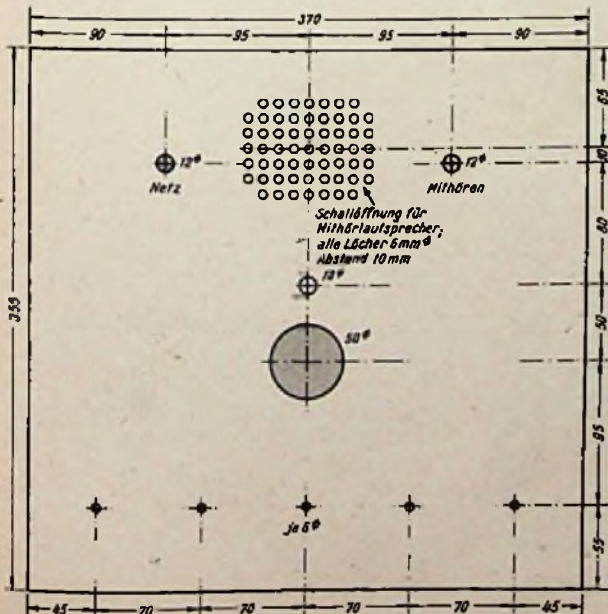 370
90 95 95 90
65
10
12⌀ 12⌀
Netz Mithören
Schallöffnung für
Mithörlautsprecher;
alle Löcher 6mm⌀
Abstand 10mm
80
355
50⌀
50
95
je 6⌀
55
45 70 70 70 70 45